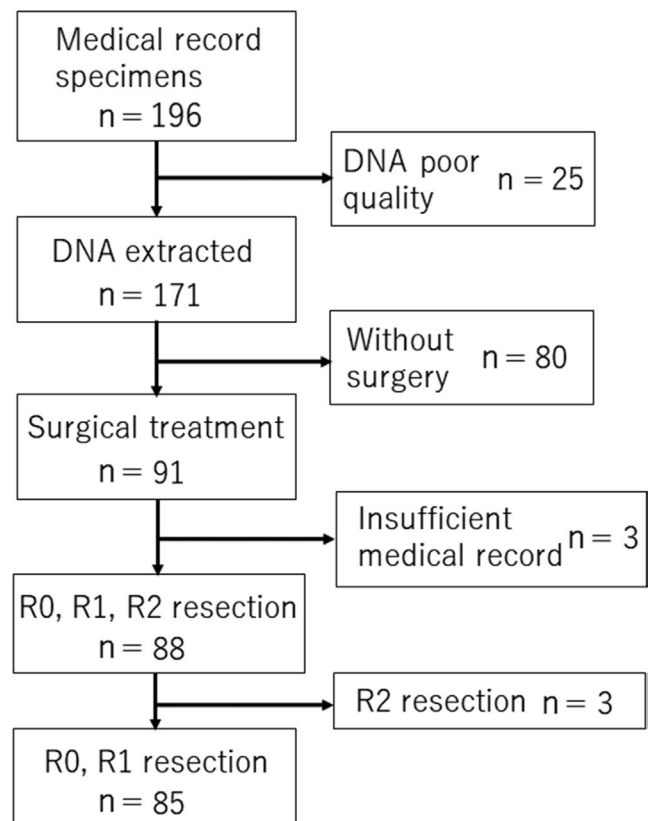 Medical record
specimens
n = 196
DNA poor
quality
n = 25
DNA extracted
n = 171
Without
surgery
n = 80
Surgical treatment
n = 91
Insufficient
medical record
n = 3
R0, R1, R2 resection
n = 88
R2 resection n = 3
R0, R1 resection
n = 85